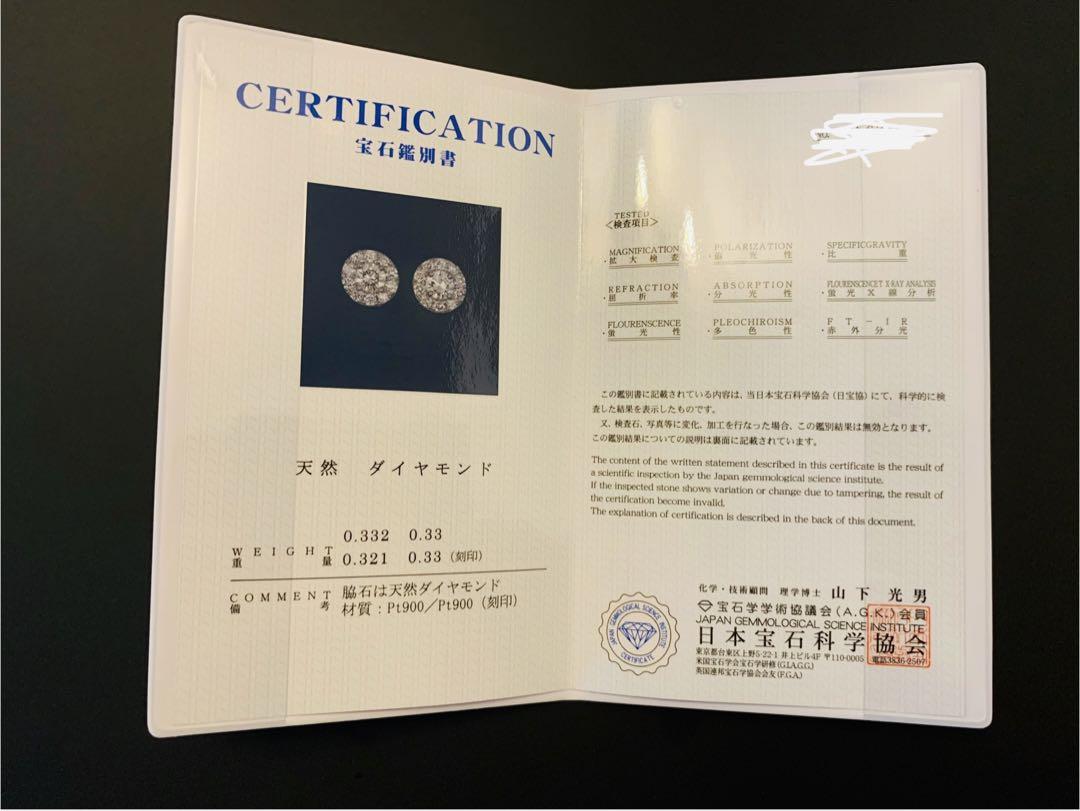 CERTIFICATION
宝石鑑別書
天然 ダイヤモンド
0.332 0.33
WEIGHT
重量 0.321 0.33 (刻印)
COMMENT 脇石は天然ダイヤモンド
備考 材質:Pt900/Pt900 (刻印)
TESTED
<検査項目>
MAGNIFICATION POLARIZATION SPECIFICGRAVITY
・拡大検査 ・偏光性 ・比重
REFRACTION ABSORPTION FLOURENSCENCET X-RAY ANALYSIS
・屈折率 ・分光性 ・蛍光X線分析
FLOURENSCENCE PLEOCHIROISM FT-IR
・蛍光性 ・多色性 ・赤外分光
この鑑別書に記載されている内容は、当日本宝石科学協会(日宝協)にて、科学的に検
査した結果を表示したものです。
又、検査石、写真等に変化、加工を行なった場合、この鑑別結果は無効となります。
この鑑別結果についての説明は裏面に記載されています。
The content of the written statement described in this certificate is the result of
a scientific inspection by the Japan gemmological science institute.
If the inspected stone shows variation or change due to tampering, the result of
the certification become invalid.
The explanation of certification is described in the back of this document.
化学・技術顧問 理学博士 山下光男
宝石学学術協議会(A.G.K.)会員
JAPAN GEMMOLOGICAL SCIENCE INSTITUTE
日本宝石科学協会
東京都台東区上野5-22-1 井上ビル4F 〒110-0005 電話3836-2507
米国宝石学会宝石学研修(G.I.A.G.G.)
英国連邦宝石学協会会友(F.G.A.)
JAPAN GEMMOLOGICAL SCIENCE INSTITUTE
CERTIFICATE